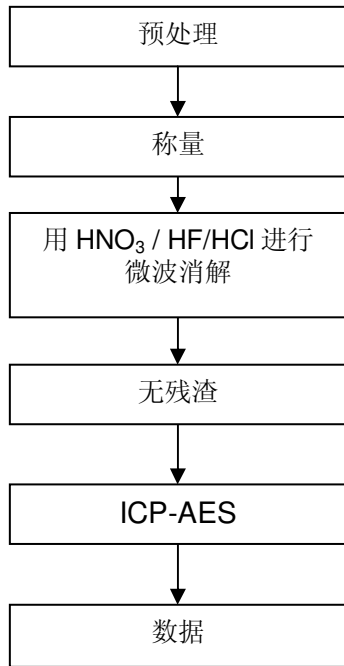 预处理
称量
用 HNO₃ / HF/HCl 进行
微波消解
无残渣
ICP-AES
数据